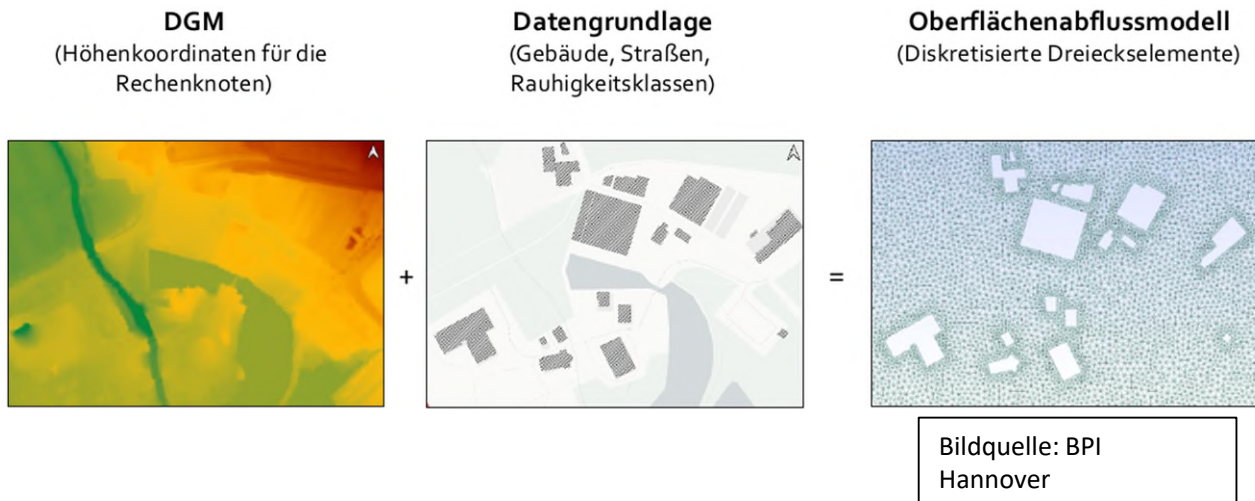 DGM
(Höhenkoordinaten für die
Rechenknoten)
+
Datengrundlage
(Gebäude, Straßen,
Rauhigkeitsklassen)
=
Oberflächenabflussmodell
(Diskretisierte Dreieckselemente)
Bildquelle: BPI
Hannover